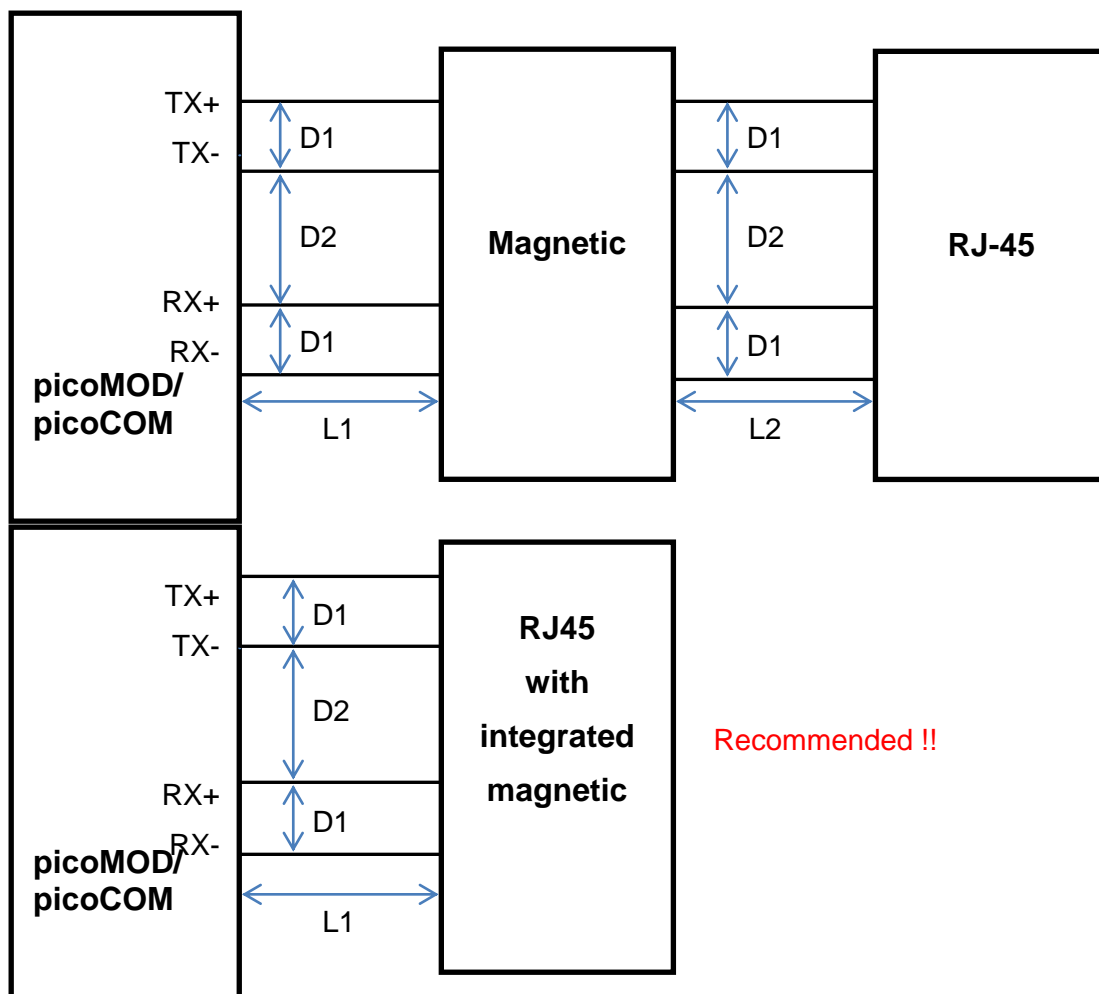 TX+
D1
D1
TX-
D2
D2
Magnetic
RJ-45
RX+
D1
D1
RX-
picoMOD/
picoCOM
L1
L2
TX+
D1
RJ45
TX-
with
D2
integrated
Recommended !!
RX+
magnetic
D1
RX-
picoMOD/
picoCOM
L1